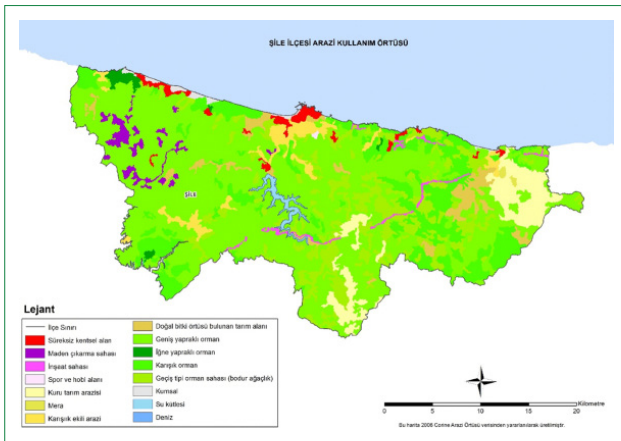 ŞİLE İLÇESİ ARAZİ KULLANIM ÖRTÜSÜ
ŞİLE
Lejant
İlçe Sınırı
Süreksiz kentsel alan
Maden çıkarma sahası
İnşaat sahası
Spor ve hobi alanı
Kuru tarım arazisi
Mera
Karışık ekili arazi
Doğal bitki örtüsü bulunan tarım alanı
Geniş yapraklı orman
İğne yapraklı orman
Karışık orman
Geçiş tipi orman sahası (bodur ağaçlık)
Kumsal
Su kütlesi
Deniz
Kilometre
0 5 10 15 20
Bu harita 2006 Corine Arazi Örtüsü verisinden yararlanılarak üretilmiştir.